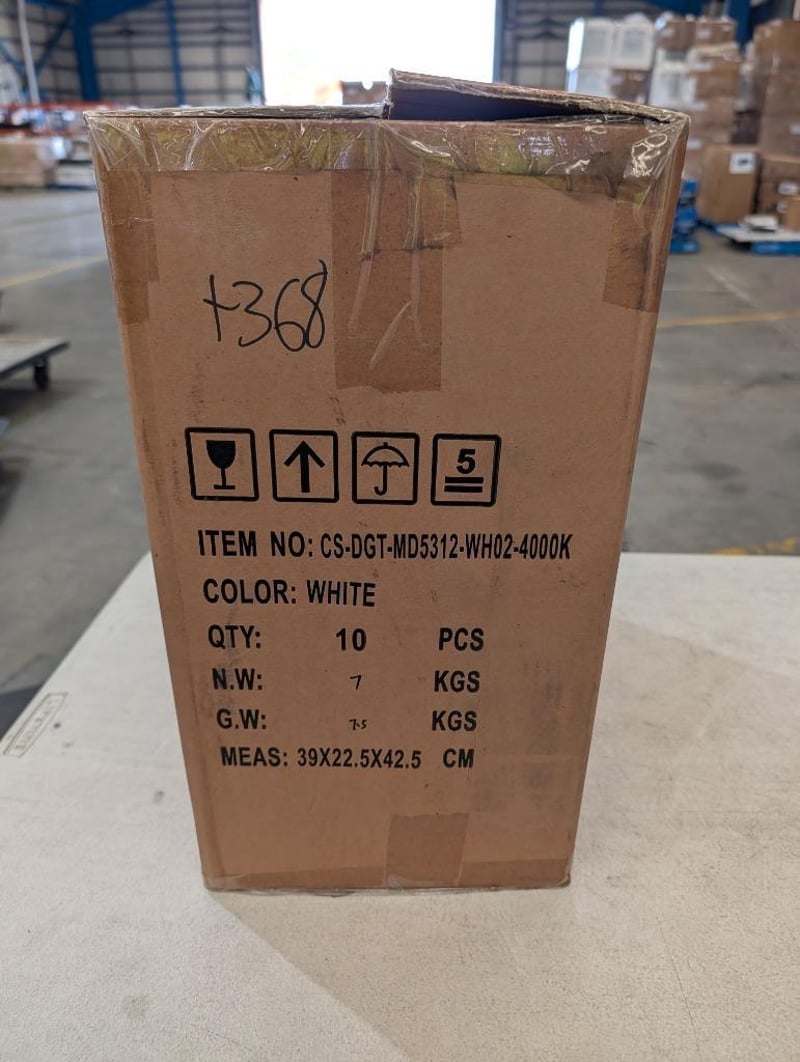 +368
5
ITEM NO: CS-DGT-MD5312-WH02-4000K
COLOR: WHITE
QTY: 10 PCS
N.W: 7 KGS
G.W: 7.5 KGS
MEAS: 39X22.5X42.5 CM